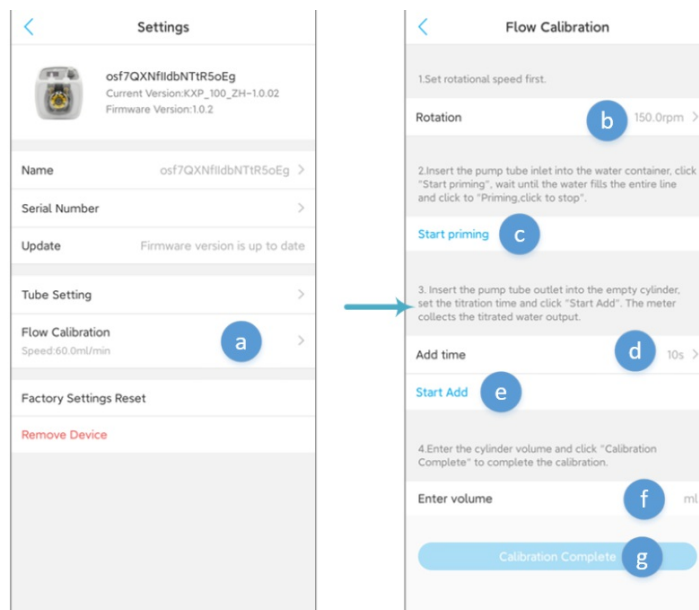 Settings
osf7QXNfIIdbNTtR5oEg
Current Version:KXP_100_ZH-1.0.02
Firmware Version:1.0.2
Name
osf7QXNfIIdbNTtR5oEg
Serial Number
Update
Firmware version is up to date
Tube Setting
Flow Calibration
Speed:60.0ml/min
a
Factory Settings Reset
Remove Device
Flow Calibration
1.Set rotational speed first.
Rotation
b
150.0rpm
2.Insert the pump tube inlet into the water container, click
"Start priming", wait until the water fills the entire line
and click to "Priming,click to stop".
Start priming
c
3. Insert the pump tube outlet into the empty cylinder,
set the titration time and click "Start Add". The meter
collects the titrated water output.
Add time
d
10s
Start Add
e
4.Enter the cylinder volume and click "Calibration
Complete" to complete the calibration.
Enter volume
f
ml
Calibration Complete
g